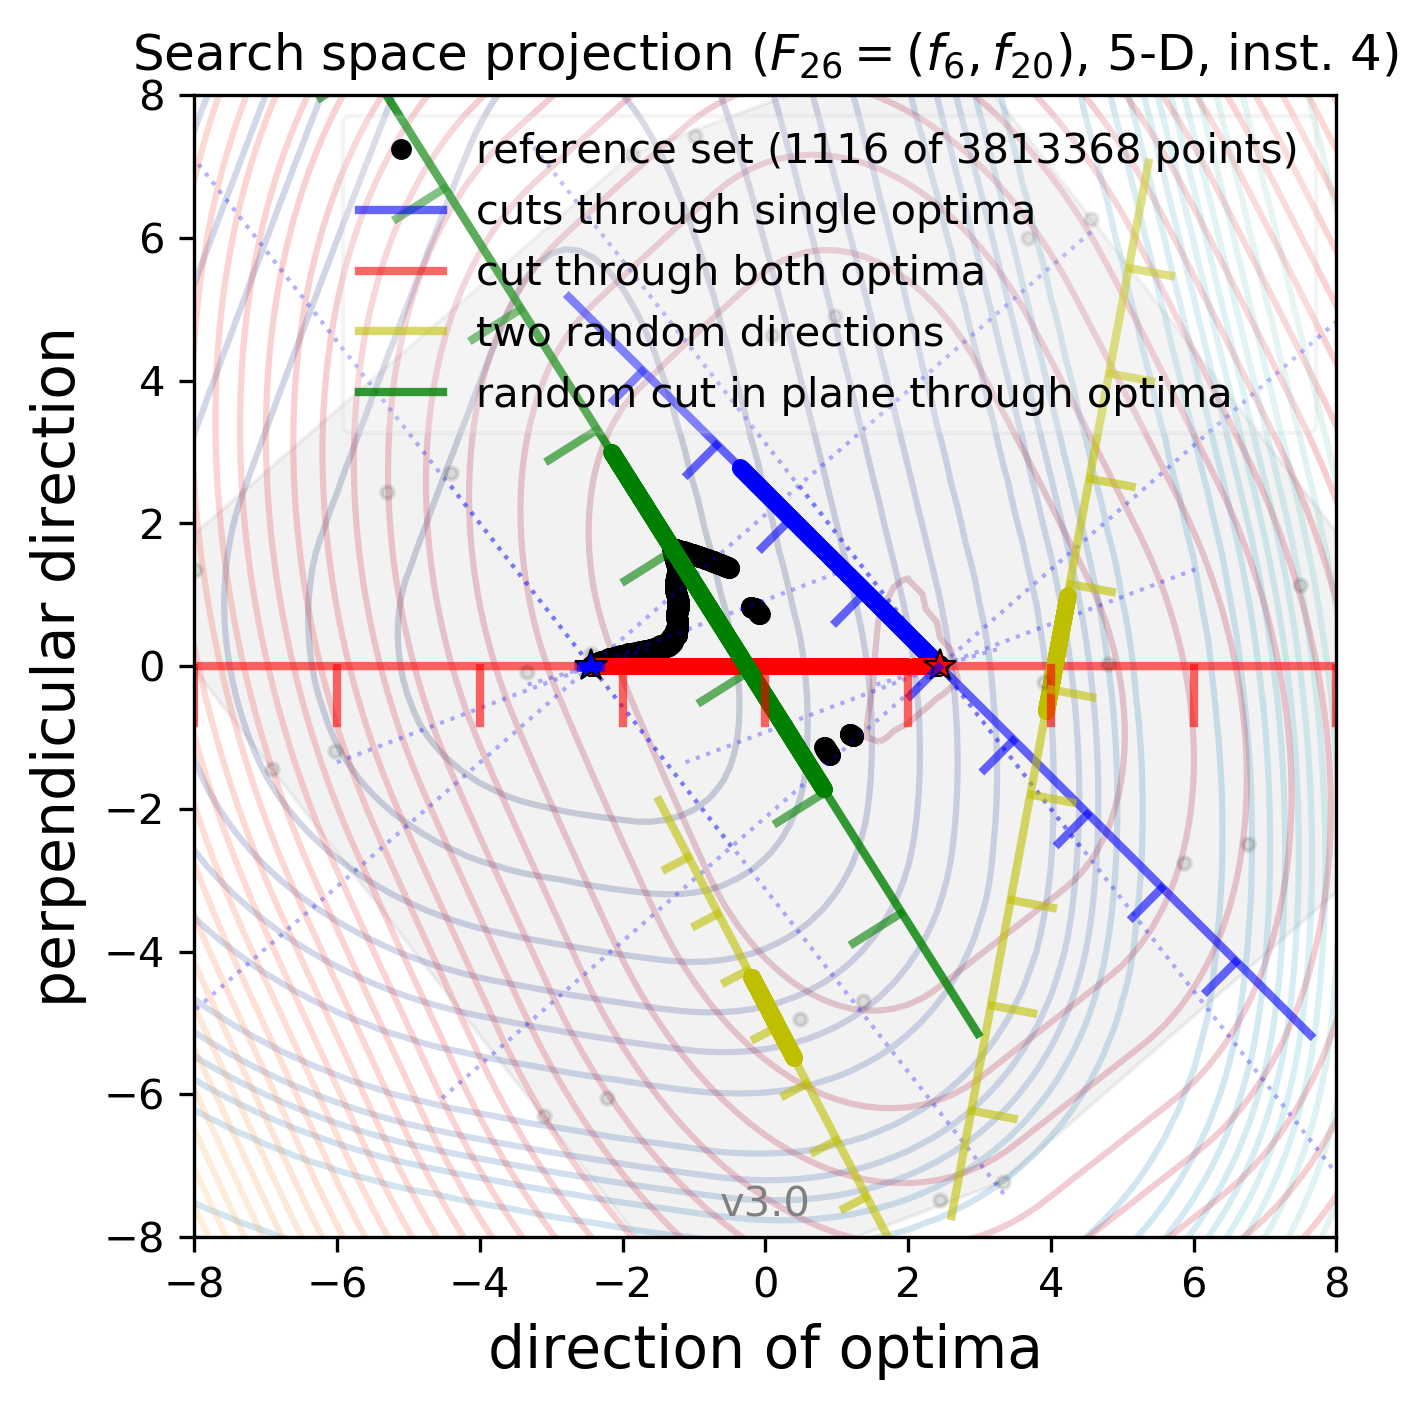 Search space projection (F26 = (f6, f20), 5-D, inst. 4)
reference set (1116 of 3813368 points)
cuts through single optima
cut through both optima
two random directions
random cut in plane through optima
8
6
4
2
0
−2
−4
−6
−8
perpendicular direction
v3.0
−8 −6 −4 −2 0 2 4 6 8
direction of optima